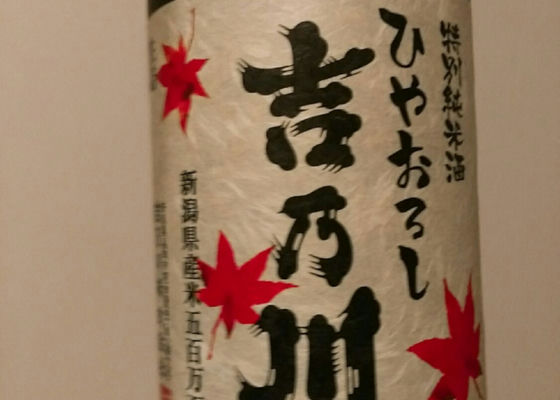 特別純米酒
ひやおろし
吉乃川
新潟県産米五百万